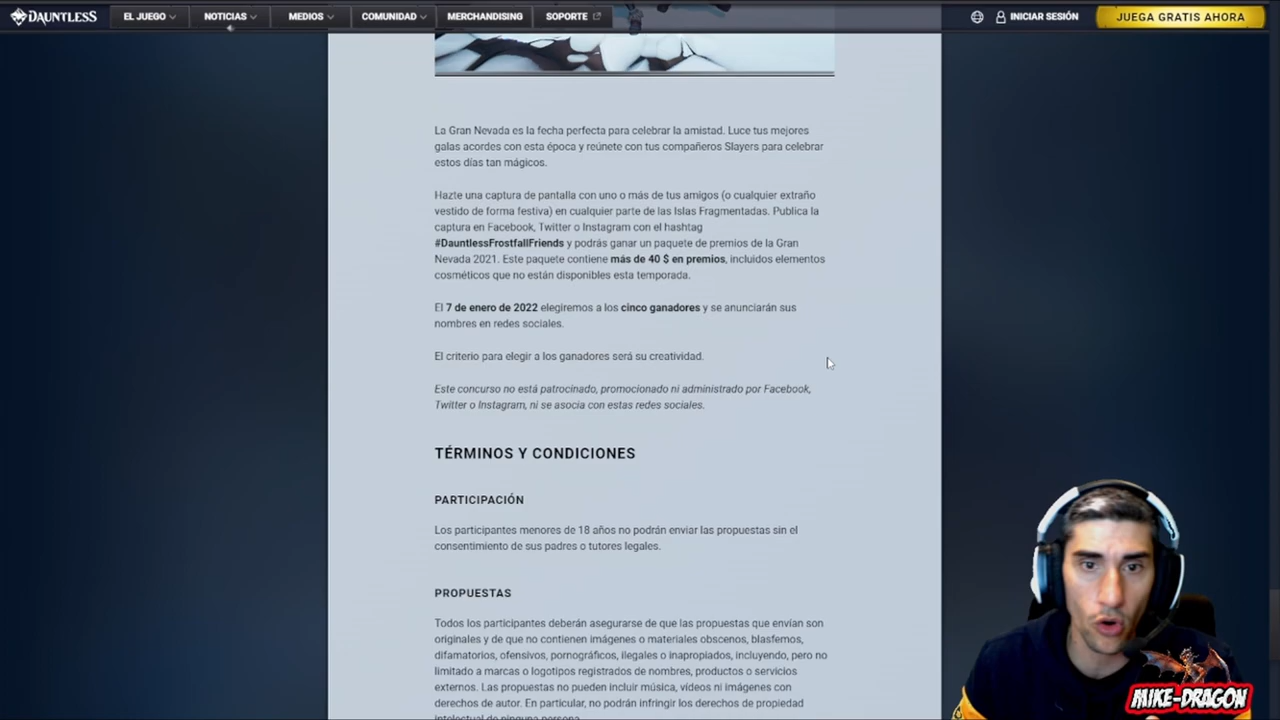 DAUNTLESS EL JUEGO NOTICIAS MEDIOS COMUNIDAD MERCHANDISING SOPORTE INICIAR SESIÓN JUEGA GRATIS AHORA
La Gran Nevada es la fecha perfecta para celebrar la amistad. Luce tus mejores
galas acordes con esta época y reúnete con tus compañeros Slayers para celebrar
estos días tan mágicos.
Hazte una captura de pantalla con uno o más de tus amigos (o cualquier extraño
vestido de forma festiva) en cualquier parte de las Islas Fragmentadas. Publica la
captura en Facebook, Twitter o Instagram con el hashtag
#DauntlessFrostfallFriends y podrás ganar un paquete de premios de la Gran
Nevada 2021. Este paquete contiene más de 40 $ en premios, incluidos elementos
cosméticos que no están disponibles esta temporada.
El 7 de enero de 2022 elegiremos a los cinco ganadores y se anunciarán sus
nombres en redes sociales.
El criterio para elegir a los ganadores será su creatividad.
Este concurso no está patrocinado, promocionado ni administrado por Facebook,
Twitter o Instagram, ni se asocia con estas redes sociales.
TÉRMINOS Y CONDICIONES
PARTICIPACIÓN
Los participantes menores de 18 años no podrán enviar las propuestas sin el
consentimiento de sus padres o tutores legales.
PROPUESTAS
Todos los participantes deberán asegurarse de que las propuestas que envían son
originales y de que no contienen imágenes o materiales obscenos, blasfemos,
difamatorios, ofensivos, pornográficos, ilegales o inapropiados, incluyendo, pero no
limitado a marcas o logotipos registrados de nombres, productos o servicios
externos. Las propuestas no pueden incluir música, vídeos ni imágenes con
derechos de autor. En particular, no podrán infringir los derechos de propiedad
intelectual de ninguna persona
MIKE-DRAGON